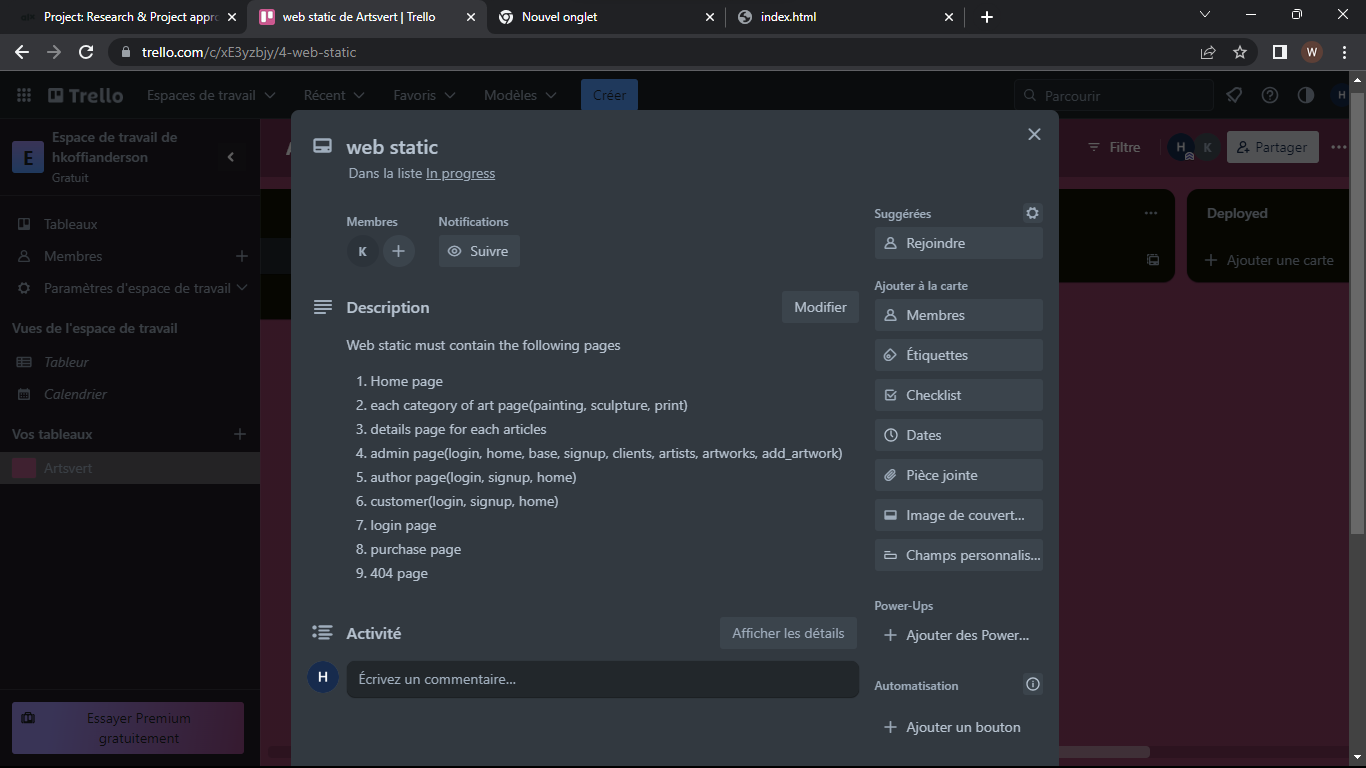 Project: Research & Project appro
web static de Artsvert | Trello
Nouvel onglet
index.html
trello.com/c/xE3yzbjy/4-web-static
W
Trello
Espaces de travail
Récent
Favoris
Modèles
Créer
Parcourir
H
E
Espace de travail de
hkoffianderson
Gratuit
Filtre
H
K
Partager
Tableaux
Membres
Paramètres d'espace de travail
Vues de l'espace de travail
Tableur
Calendrier
Vos tableaux
Artsvert
Essayer Premium
gratuitement
web static
Dans la liste In progress
Membres
Notifications
K
Suivre
Description
Modifier
Web static must contain the following pages
1. Home page
2. each category of art page(painting, sculpture, print)
3. details page for each articles
4. admin page(login, home, base, signup, clients, artists, artworks, add_artwork)
5. author page(login, signup, home)
6. customer(login, signup, home)
7. login page
8. purchase page
9. 404 page
Activité
Afficher les détails
H
Écrivez un commentaire...
Suggérées
Rejoindre
Ajouter à la carte
Membres
Étiquettes
Checklist
Dates
Pièce jointe
Image de couvert...
Champs personnalis...
Power-Ups
Ajouter des Power...
Automatisation
Ajouter un bouton
Deployed
Ajouter une carte